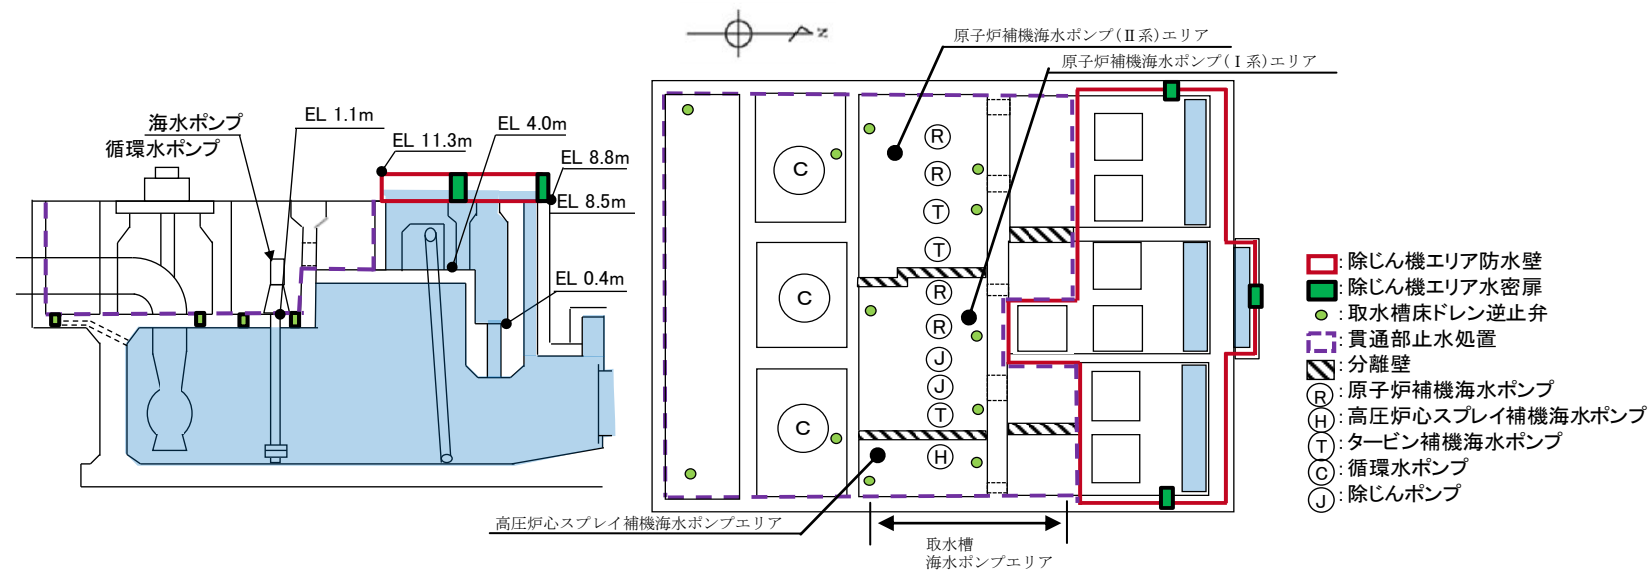 海水ポンプ
循環水ポンプ
EL 1.1m
EL 11.3m
EL 4.0m
EL 8.8m
EL 8.5m
EL 0.4m
N
原子炉補機海水ポンプ(Ⅱ系)エリア
原子炉補機海水ポンプ(Ⅰ系)エリア
C
C
C
R
R
T
T
R
R
J
J
T
H
高圧炉心スプレイ補機海水ポンプエリア
取水槽
海水ポンプエリア
:除じん機エリア防水壁
:除じん機エリア水密扉
:取水槽床ドレン逆止弁
:貫通部止水処置
:分離壁
R:原子炉補機海水ポンプ
H:高圧炉心スプレイ補機海水ポンプ
T:タービン補機海水ポンプ
C:循環水ポンプ
J:除じんポンプ